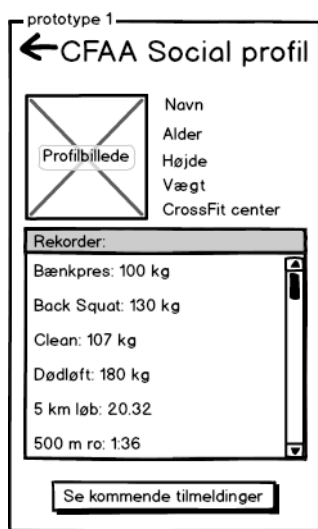 prototype 1
CFAA Social profil
Profilbillede
Navn
Alder
Højde
Vægt
CrossFit center
Rekorder:
Bænkpres: 100 kg
Back Squat: 130 kg
Clean: 107 kg
Dødløft: 180 kg
5 km løb: 20.32
500 m ro: 1:36
Se kommende tilmeldinger